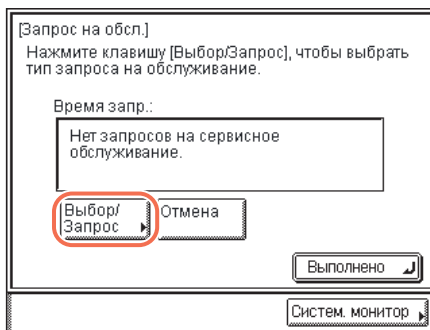 [Запрос на обсл.]
Нажмите клавишу [Выбор/Запрос], чтобы выбрать
тип запроса на обслуживание.
Время запр.:
Нет запросов на сервисное
обслуживание.
Выбор/
Запрос
Отмена
Выполнено
Систем. монитор